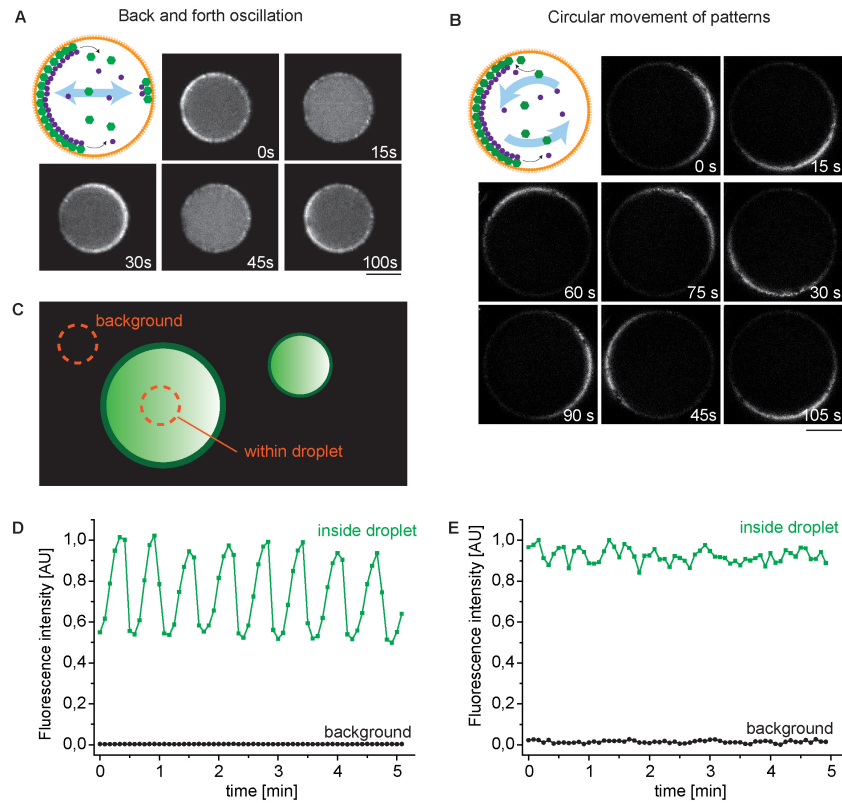 Back and forth oscillation
A
0s
15s
30s
45s
100s
Circular movement of patterns
B
0 s
15 s
60 s
75 s
30 s
90 s
45s
105 s
C
background
within droplet
D
inside droplet
1,0
0,8
0,6
0,4
0,2
0,0
Fluorescence intensity [AU]
background
0
1
2
3
4
5
time [min]
E
inside droplet
1,0
0,8
0,6
0,4
0,2
0,0
Fluorescence intensity [AU]
background
0
1
2
3
4
5
time [min]